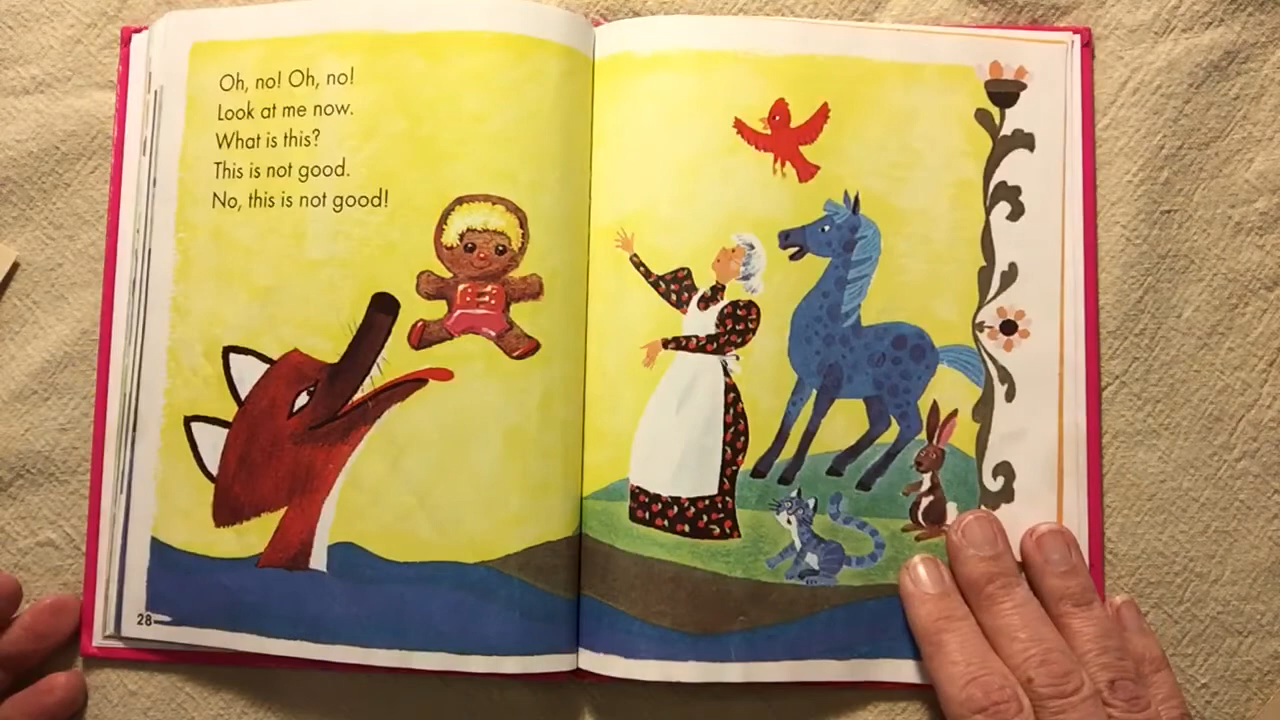 Oh, no! Oh, no!
Look at me now.
What is this?
This is not good.
No, this is not good!
28